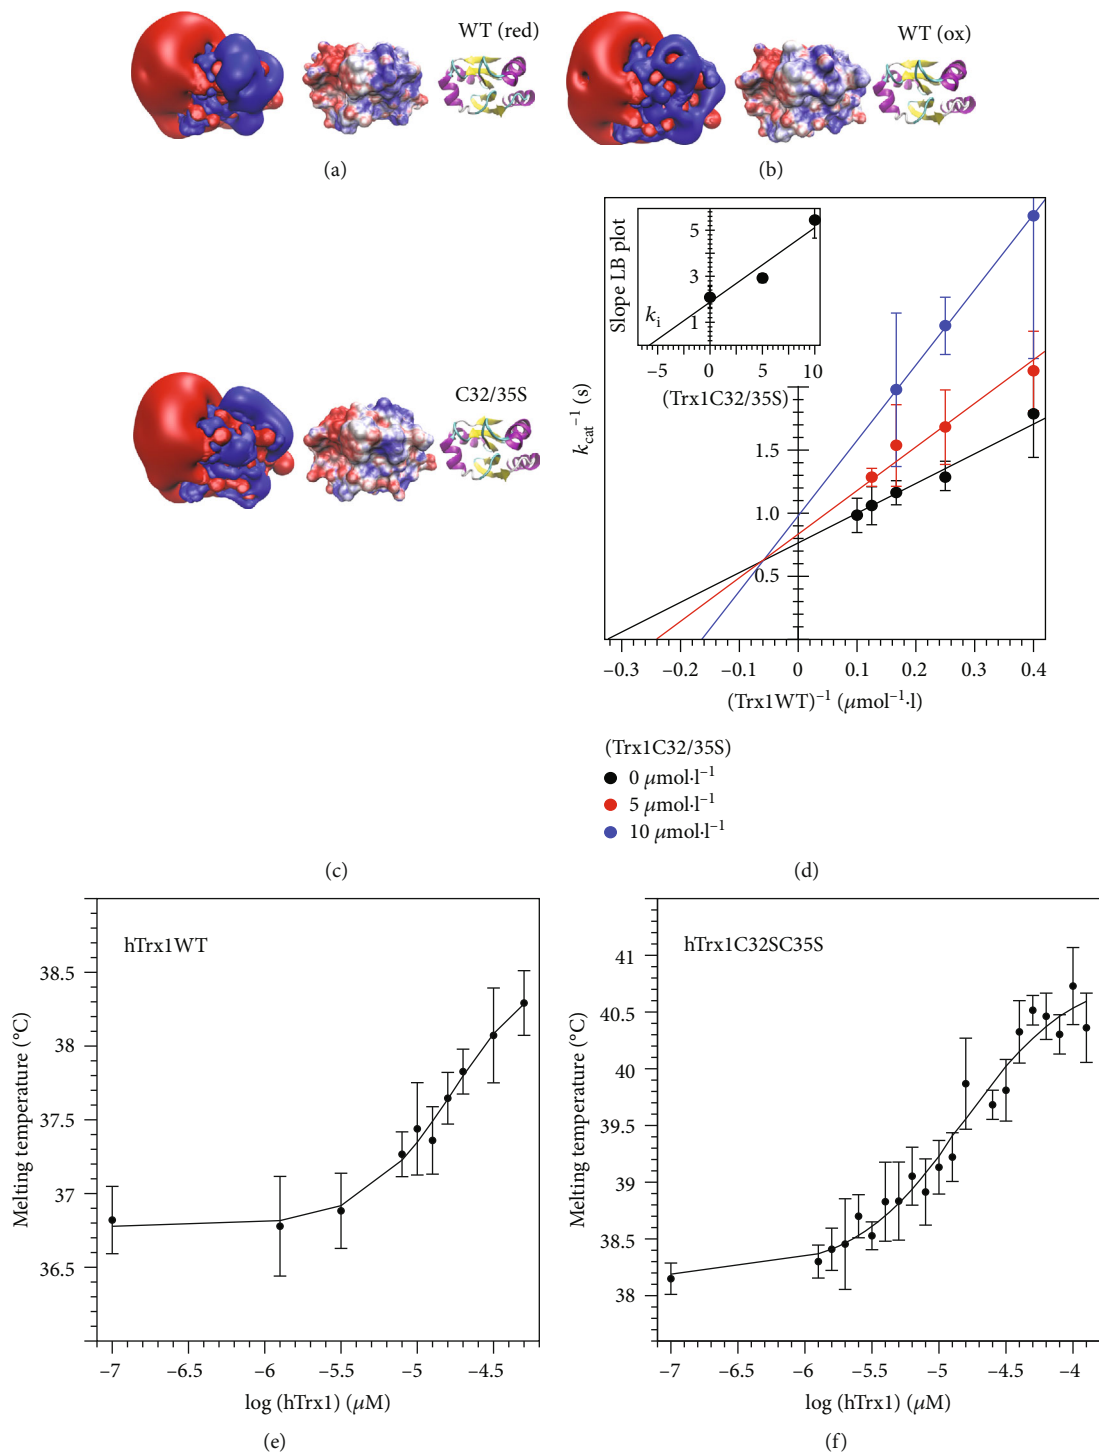 WT (red)
WT (ox)
(a)
(b)
C32/35S
(c)
Slope LB plot
5
3
1
k_i
−5
0
5
10
(Trx1C32/35S)
k_cat⁻¹ (s)
1.5
1.0
0.5
−0.3
−0.2
−0.1
0
0.1
0.2
0.3
0.4
(Trx1WT)⁻¹ (μmol⁻¹·l)
(Trx1C32/35S)
0 μmol·l⁻¹
5 μmol·l⁻¹
10 μmol·l⁻¹
(d)
hTrx1WT
Melting temperature (°C)
38.5
38
37.5
37
36.5
−7
−6.5
−6
−5.5
−5
−4.5
log (hTrx1) (μM)
(e)
hTrx1C32SC35S
Melting temperature (°C)
41
40.5
40
39.5
39
38.5
38
−7
−6.5
−6
−5.5
−5
−4.5
−4
log (hTrx1) (μM)
(f)